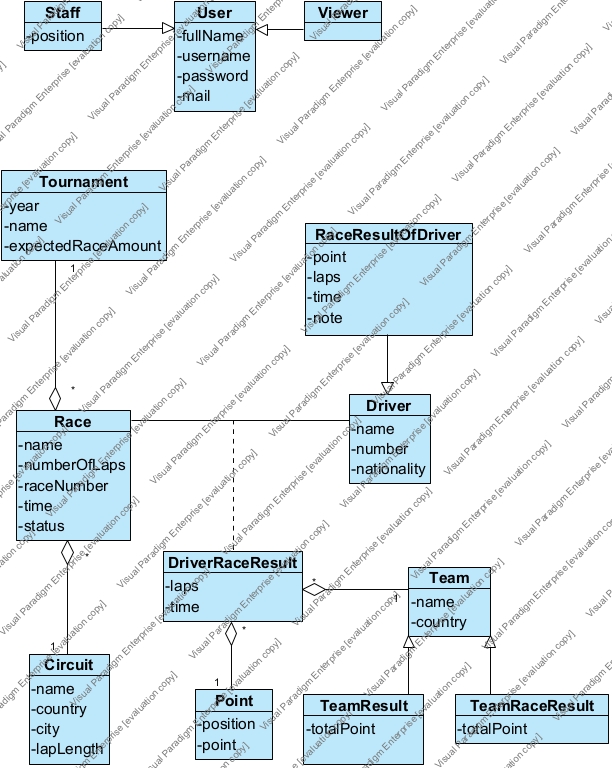 Staff
-position
User
-fullName
-username
-password
-mail
Viewer
Tournament
-year
-name
-expectedRaceAmount
1
*
RaceResultOfDriver
-point
-laps
-time
-note
Race
-name
-numberOfLaps
-raceNumber
-time
-status
*
1
Driver
-name
-number
-nationality
DriverRaceResult
-laps
-time
*
1
*
1
Team
-name
-country
Circuit
-name
-country
-city
-lapLength
Point
-position
-point
TeamResult
-totalPoint
TeamRaceResult
-totalPoint
Visual Paradigm Enterprise [evaluation copy]